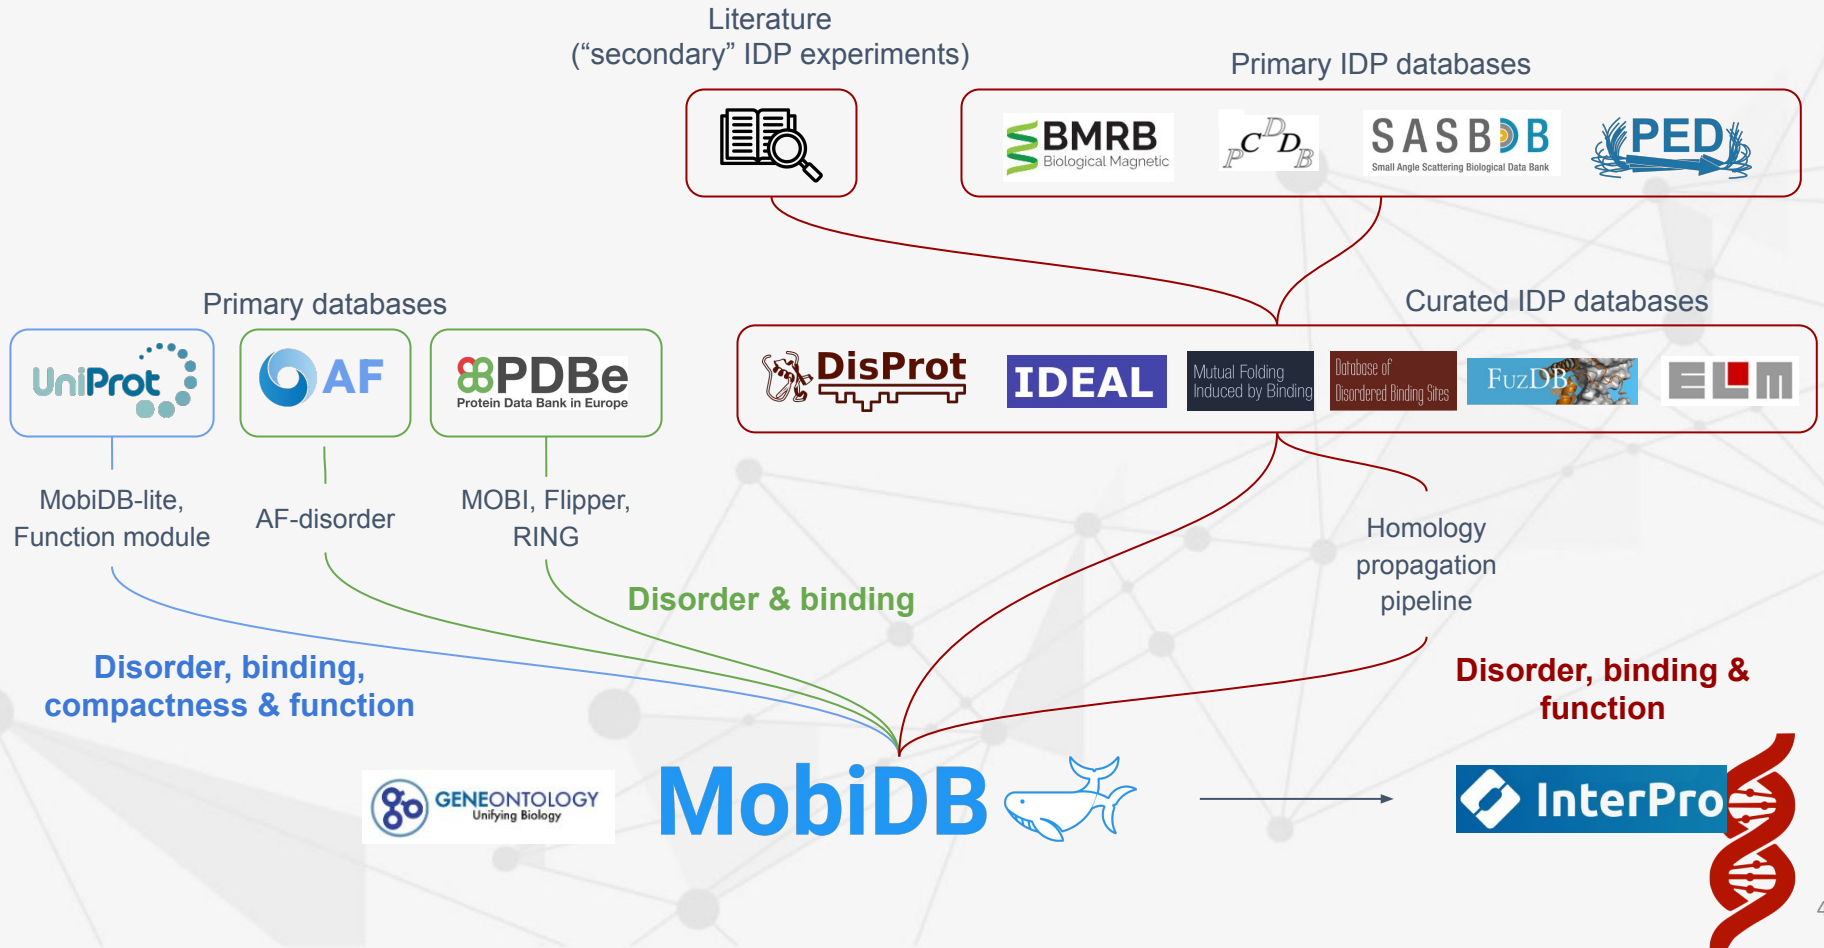 Literature
(“secondary” IDP experiments)
Primary IDP databases
BMRB
Biological Magnetic
PCDDB
SASBDB
Small Angle Scattering Biological Data Bank
PED
Primary databases
Curated IDP databases
UniProt
AF
PDBe
Protein Data Bank in Europe
DisProt
IDEAL
Mutual Folding
Induced by Binding
Database of
Disordered Binding Sites
FuzDB
ELM
MobiDB-lite,
Function module
AF-disorder
MOBI, Flipper,
RING
Homology
propagation
pipeline
Disorder & binding
Disorder, binding,
compactness & function
Disorder, binding &
function
go
GENEONTOLOGY
Unifying Biology
MobiDB
InterPro
4